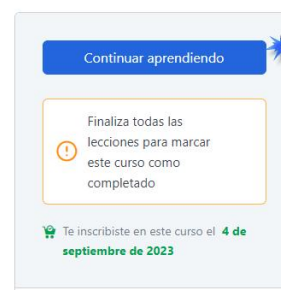 Continuar aprendiendo
Finaliza todas las
lecciones para marcar
este curso como
completado
Te inscribiste en este curso el 4 de
septiembre de 2023